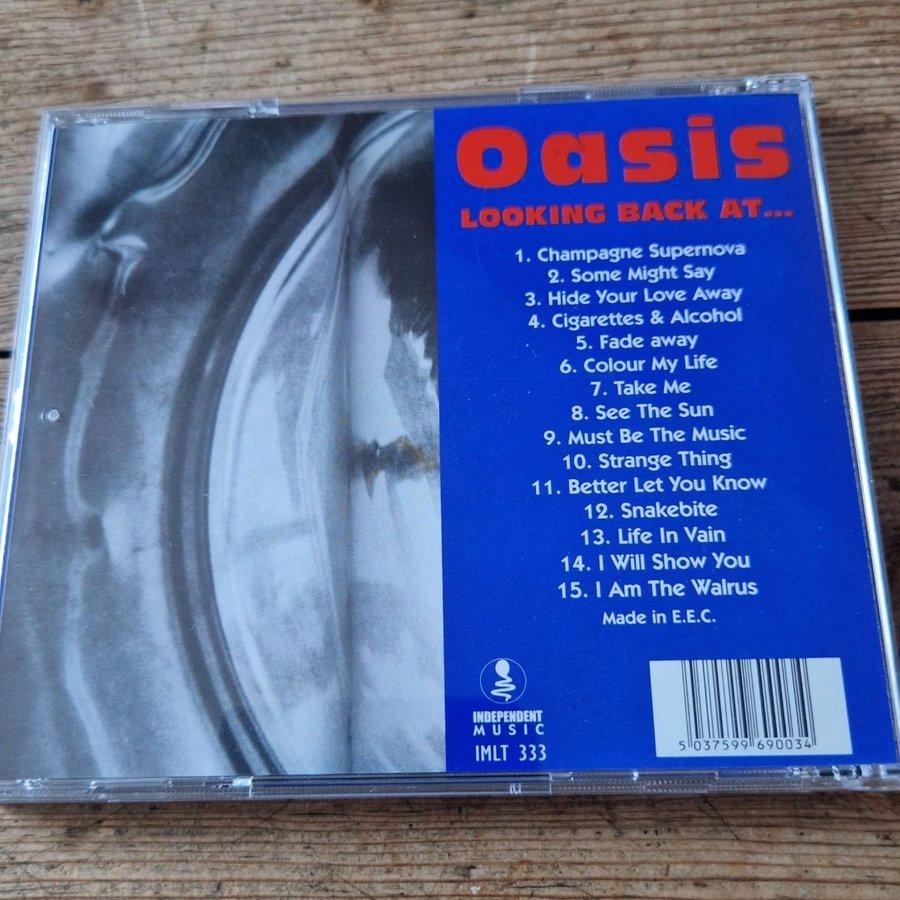 Oasis
LOOKING BACK AT...
1. Champagne Supernova
2. Some Might Say
3. Hide Your Love Away
4. Cigarettes & Alcohol
5. Fade away
6. Colour My Life
7. Take Me
8. See The Sun
9. Must Be The Music
10. Strange Thing
11. Better Let You Know
12. Snakebite
13. Life In Vain
14. I Will Show You
15. I Am The Walrus
Made in E.E.C.
INDEPENDENT
MUSIC
IMLT 333
5 037599 690034